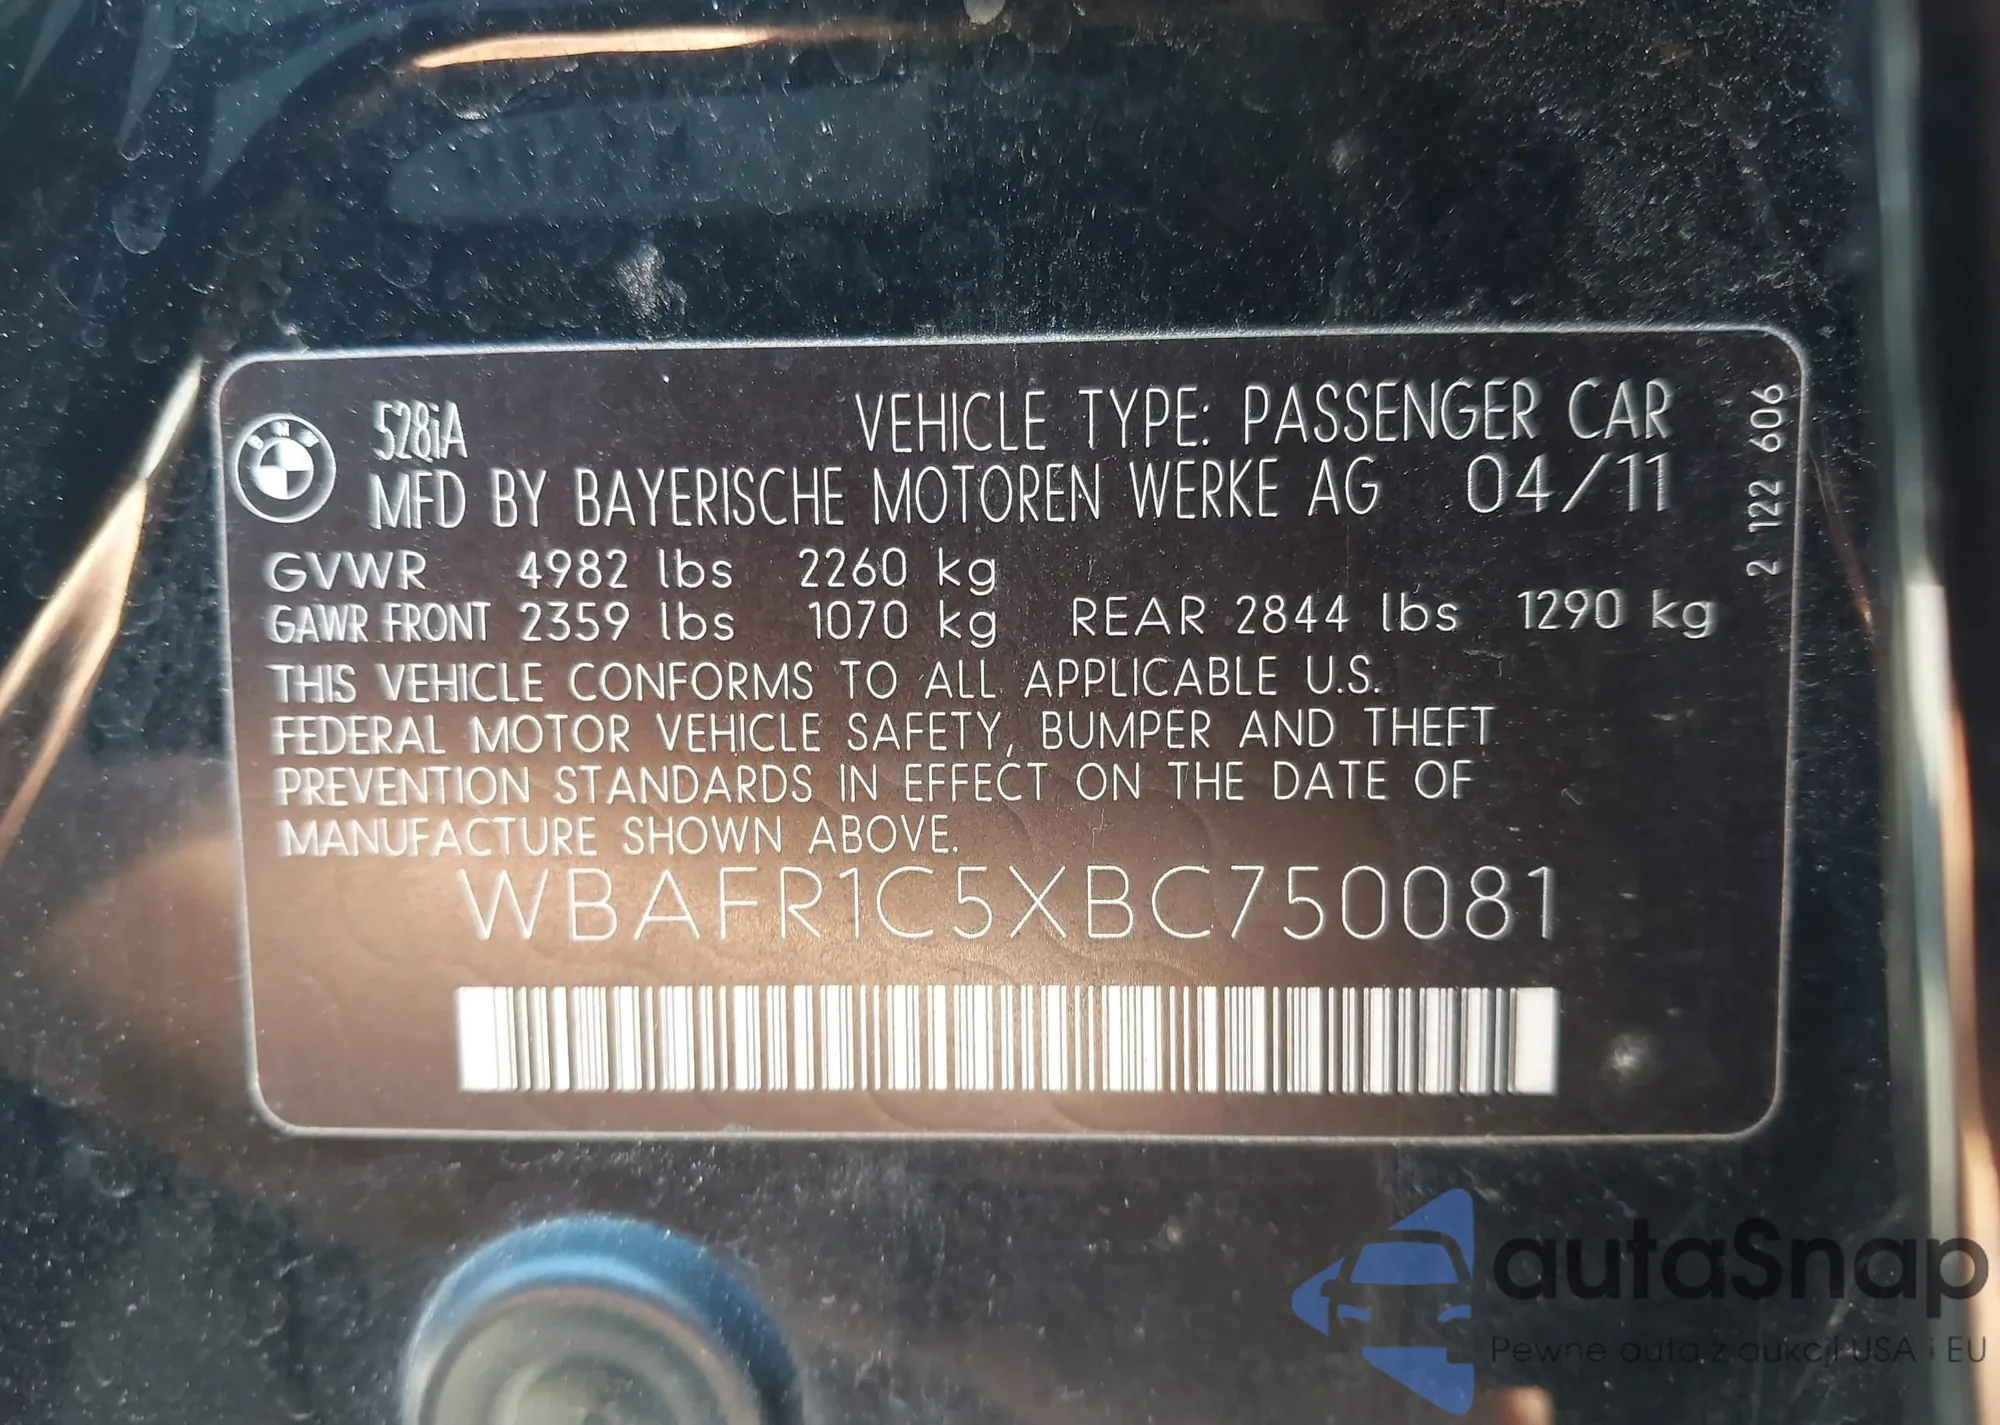 BMW
528iA
VEHICLE TYPE: PASSENGER CAR
MFD BY BAYERISCHE MOTOREN WERKE AG 04/11
GVWR 4982 lbs 2260 kg
GAWR FRONT 2359 lbs 1070 kg REAR 2844 lbs 1290 kg
THIS VEHICLE CONFORMS TO ALL APPLICABLE U.S.
FEDERAL MOTOR VEHICLE SAFETY, BUMPER AND THEFT
PREVENTION STANDARDS IN EFFECT ON THE DATE OF
MANUFACTURE SHOWN ABOVE.
WBAFR1C5XBC750081
2 122 606
autaSnap
Pewne auta z aukcji USA i EU